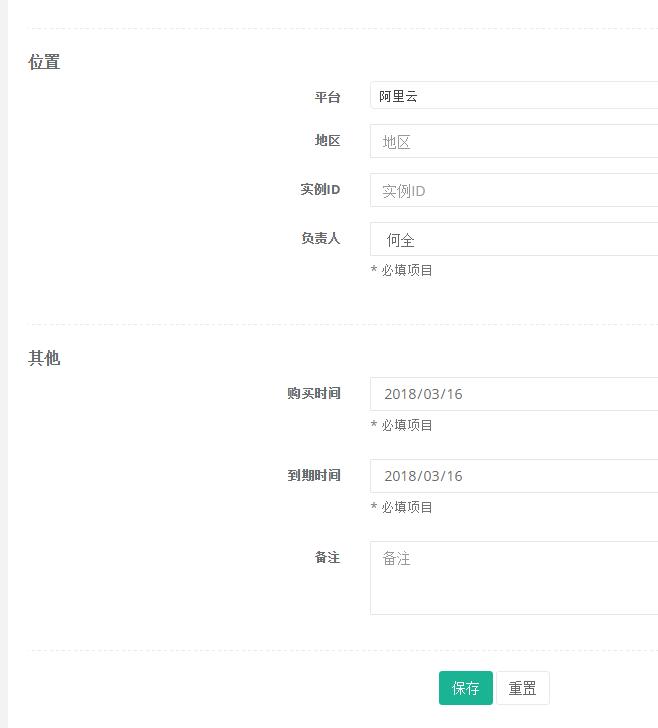 位置
平台 阿里云
地区 地区
实例ID 实例ID
负责人 何全
* 必填项目
其他
购买时间 2018/03/16
* 必填项目
到期时间 2018/03/16
* 必填项目
备注 备注
保存 重置